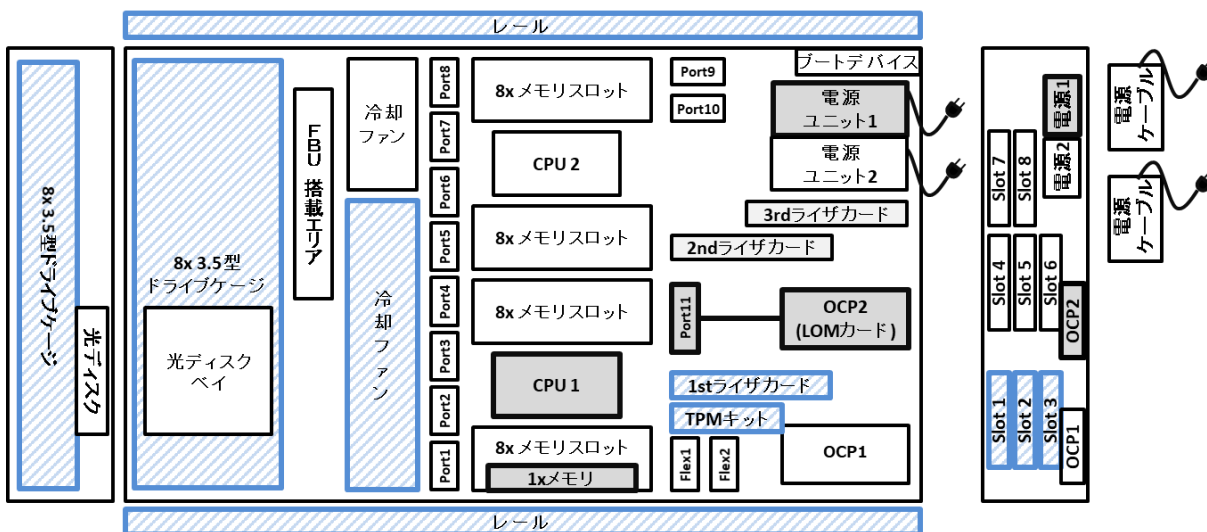 レール
8x 3.5型ドライブケージ
光ディスク
8x 3.5型
ドライブケージ
光ディスク
ベイ
FBU 搭載エリア
冷却
ファン
冷却ファン
Port8
Port7
Port6
Port5
Port4
Port3
Port2
Port1
8x メモリスロット
CPU 2
8x メモリスロット
8x メモリスロット
CPU 1
8x メモリスロット
1xメモリ
Port9
Port10
ブートデバイス
電源
ユニット1
電源
ユニット2
3rdライザカード
2ndライザカード
Port11
OCP2
(LOMカード)
1stライザカード
TPMキット
Flex1
Flex2
OCP1
レール
電源1
電源2
Slot 7
Slot 8
Slot 4
Slot 5
Slot 6
OCP2
Slot 1
Slot 2
Slot 3
OCP1
電源
ケーブル
電源
ケーブル